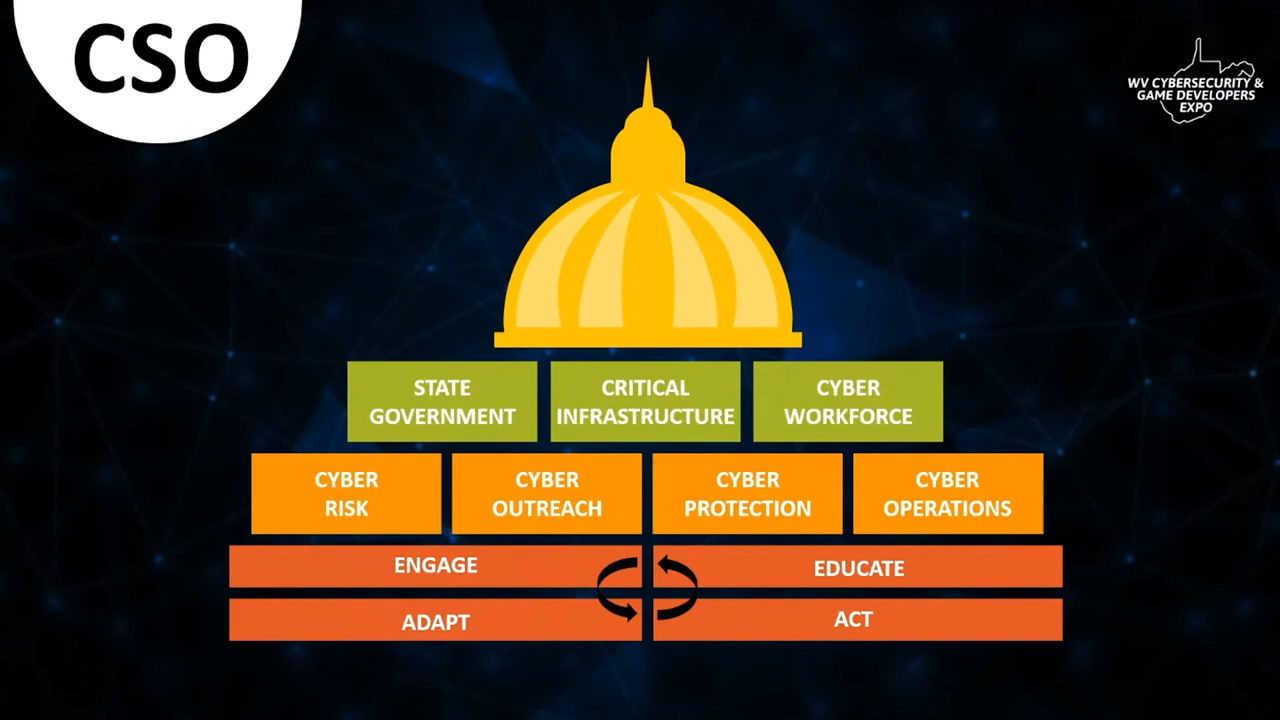 CSO
WV CYBERSECURITY &
GAME DEVELOPERS
EXPO
STATE
GOVERNMENT
CRITICAL
INFRASTRUCTURE
CYBER
WORKFORCE
CYBER
RISK
CYBER
OUTREACH
CYBER
PROTECTION
CYBER
OPERATIONS
ENGAGE
EDUCATE
ADAPT
ACT